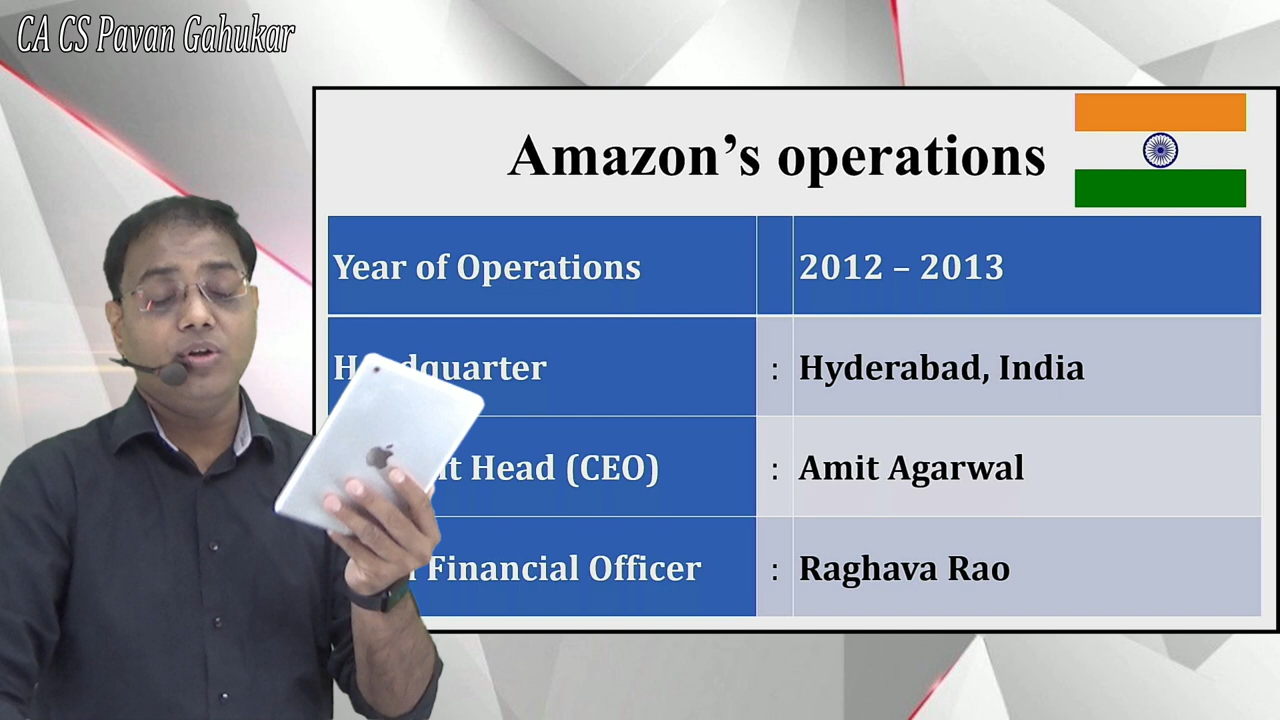 CA CS Pavan Gahukar
Amazon's operations
Year of Operations 2012 – 2013
Headquarter : Hyderabad, India
Head (CEO) : Amit Agarwal
Financial Officer : Raghava Rao